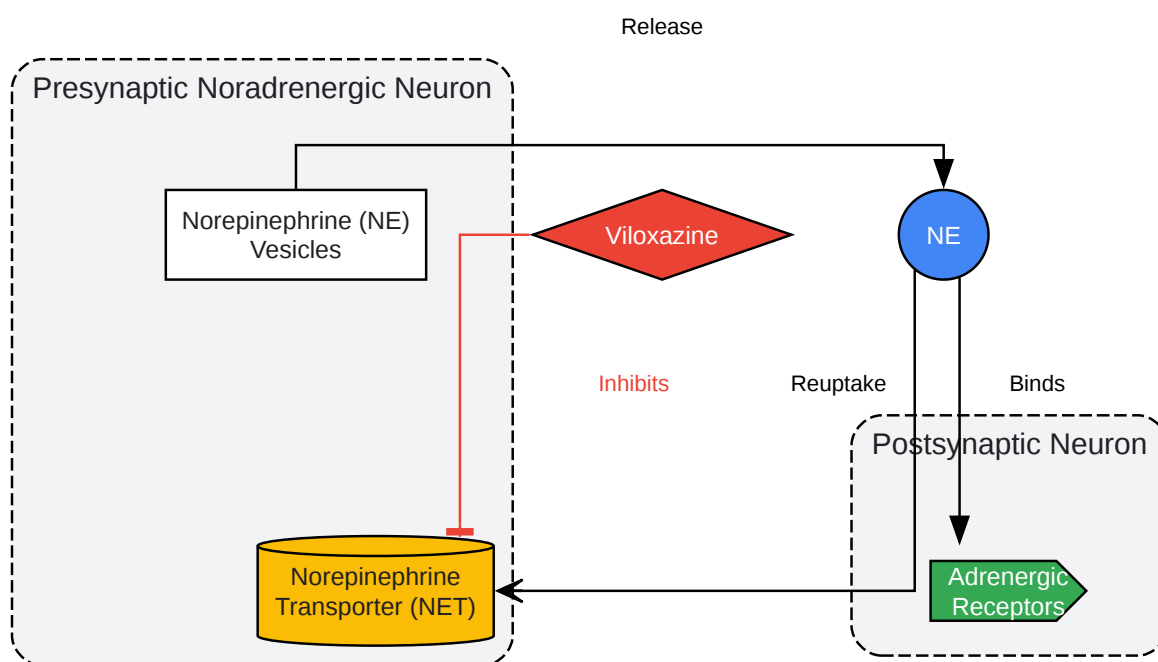 Release
Presynaptic Noradrenergic Neuron
Norepinephrine (NE)
Vesicles
Viloxazine
NE
Inhibits
Reuptake
Binds
Postsynaptic Neuron
Norepinephrine
Transporter (NET)
Adrenergic
Receptors